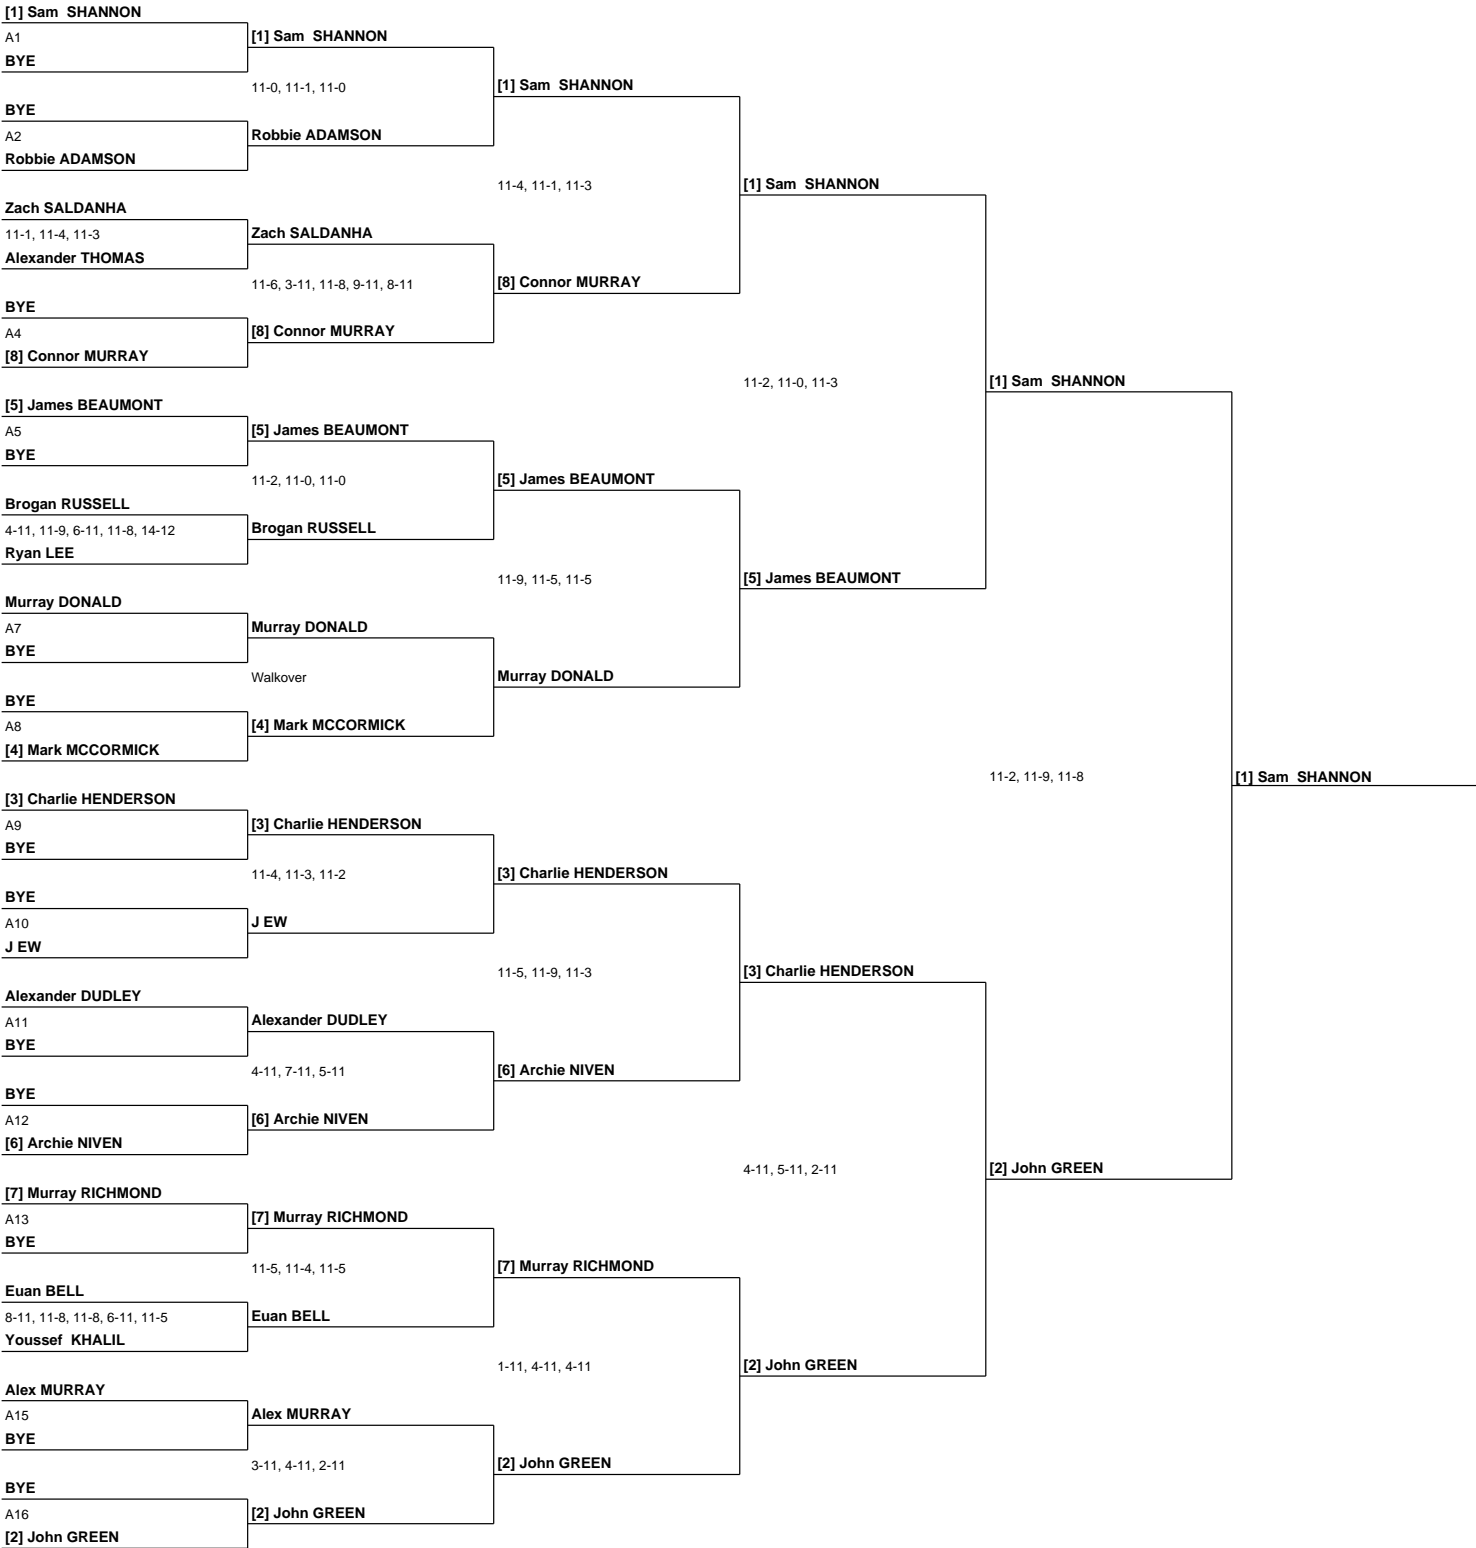 [1] Sam  SHANNON
A1
BYE
BYE
A2
Robbie ADAMSON
Zach SALDANHA
11-1, 11-4, 11-3
Alexander THOMAS
BYE
A4
[8] Connor MURRAY
[5] James BEAUMONT
A5
BYE
Brogan RUSSELL
4-11, 11-9, 6-11, 11-8, 14-12
Ryan LEE
Murray DONALD
A7
BYE
BYE
A8
[4] Mark MCCORMICK
[3] Charlie HENDERSON
A9
BYE
BYE
A10
J EW
Alexander DUDLEY
A11
BYE
BYE
A12
[6] Archie NIVEN
[7] Murray RICHMOND
A13
BYE
Euan BELL
8-11, 11-8, 11-8, 6-11, 11-5
Youssef  KHALIL
Alex MURRAY
A15
BYE
BYE
A16
[2] John GREEN
[1] Sam  SHANNON
11-0, 11-1, 11-0
Robbie ADAMSON
Zach SALDANHA
11-6, 3-11, 11-8, 9-11, 8-11
[8] Connor MURRAY
[5] James BEAUMONT
11-2, 11-0, 11-0
Brogan RUSSELL
Murray DONALD
Walkover
[4] Mark MCCORMICK
[3] Charlie HENDERSON
11-4, 11-3, 11-2
J EW
Alexander DUDLEY
4-11, 7-11, 5-11
[6] Archie NIVEN
[7] Murray RICHMOND
11-5, 11-4, 11-5
Euan BELL
Alex MURRAY
3-11, 4-11, 2-11
[2] John GREEN
[1] Sam  SHANNON
11-4, 11-1, 11-3
[8] Connor MURRAY
[5] James BEAUMONT
11-9, 11-5, 11-5
Murray DONALD
[3] Charlie HENDERSON
11-5, 11-9, 11-3
[6] Archie NIVEN
[7] Murray RICHMOND
1-11, 4-11, 4-11
[2] John GREEN
[1] Sam  SHANNON
11-2, 11-0, 11-3
[5] James BEAUMONT
[3] Charlie HENDERSON
4-11, 5-11, 2-11
[2] John GREEN
[1] Sam  SHANNON
11-2, 11-9, 11-8
[2] John GREEN
[1] Sam  SHANNON